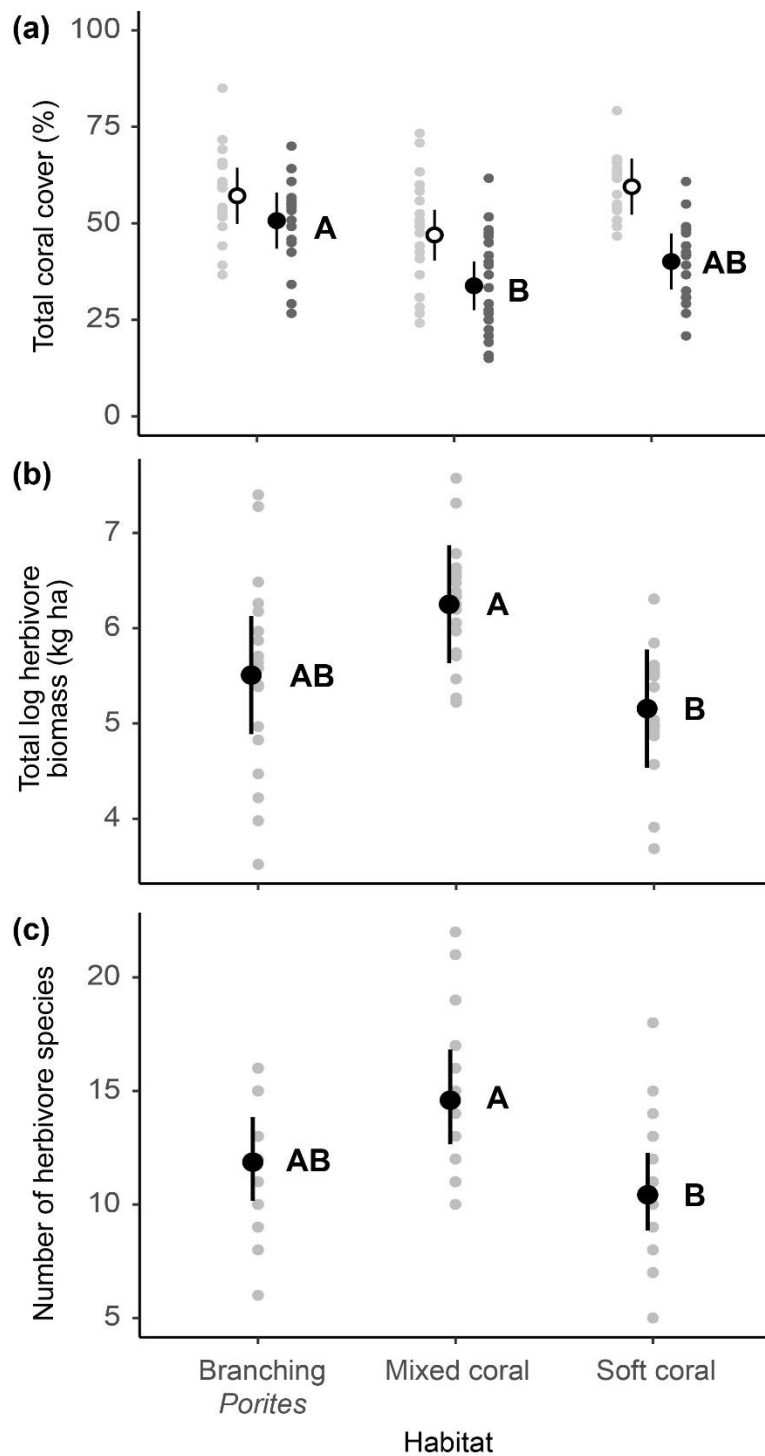 (a)
Total coral cover (%)
100
75
50
25
0
A
B
AB
(b)
Total log herbivore
biomass (kg ha)
7
6
5
4
AB
A
B
(c)
Number of herbivore species
20
15
10
5
AB
A
B
Branching
Porites
Mixed coral
Soft coral
Habitat